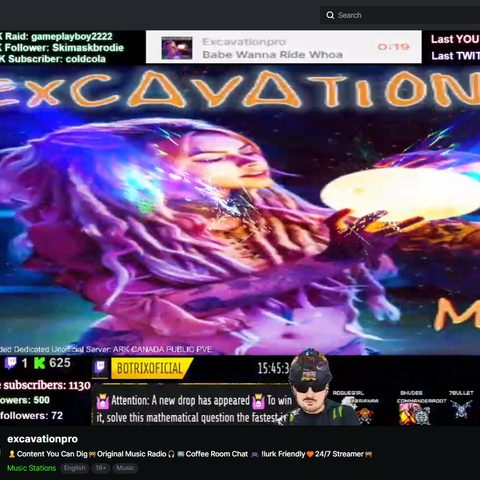 Search
K Raid: gameplayboy2222
K Follower: Skimaskbrodie
K Subscriber: coldcola
Excavationpro
Babe Wanna Ride Whoa
0:19
Last YOU
Last TWIT
EXCAVATION
M
ded Dedicated Unofficial Server: ARK CANADA PUBLIC PVE
1 K 625
BOTRIXOFICIAL
15:45:3
e subscribers: 1130
owers: 500
followers: 72
Attention: A new drop has appeared
To win
it, solve this mathematical question the fastest
7BULLET
excavationpro
Content You Can Dig Original Music Radio Coffee Room Chat !lurk Friendly 24/7 Streamer
Music Stations English 18+ Music